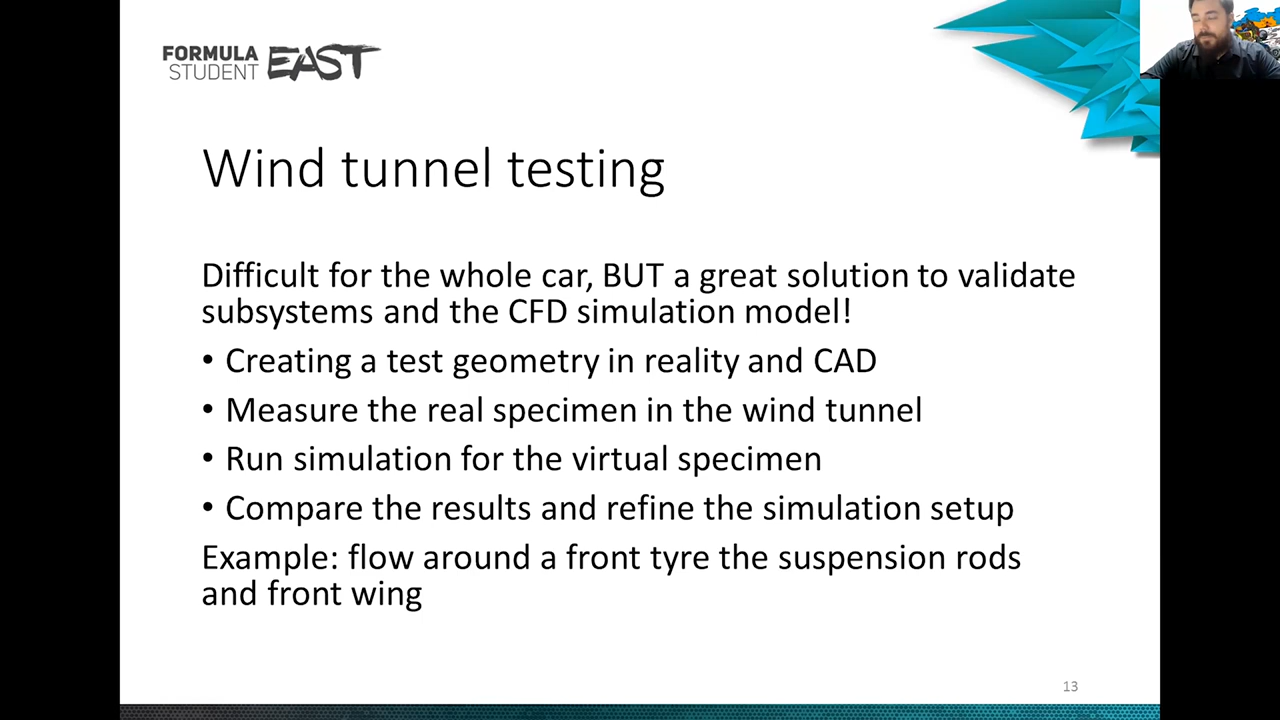 FORMULA
STUDENT EAST
Wind tunnel testing
Difficult for the whole car, BUT a great solution to validate
subsystems and the CFD simulation model!
• Creating a test geometry in reality and CAD
• Measure the real specimen in the wind tunnel
• Run simulation for the virtual specimen
• Compare the results and refine the simulation setup
Example: flow around a front tyre the suspension rods
and front wing
13